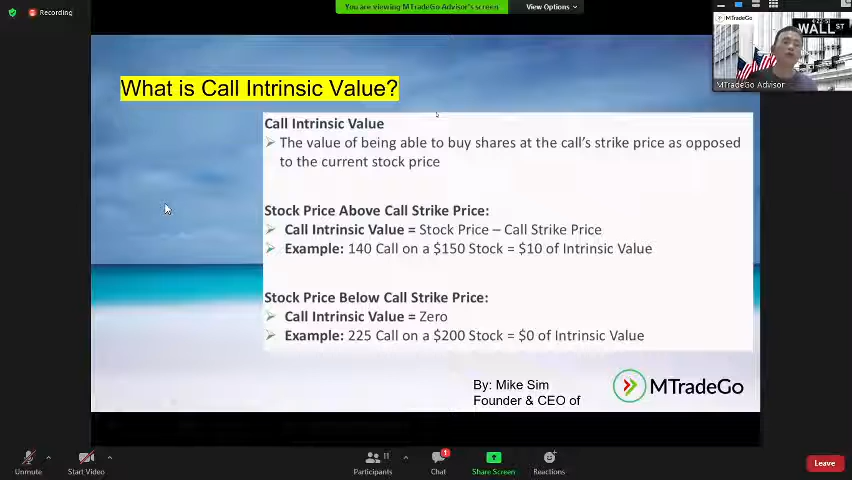 Recording
You are viewing MTradeGo Advisor's screen
View Options
MTradeGo
WALL ST
MTradeGo Advisor
What is Call Intrinsic Value?
Call Intrinsic Value
➢ The value of being able to buy shares at the call's strike price as opposed
to the current stock price
Stock Price Above Call Strike Price:
➢ Call Intrinsic Value = Stock Price – Call Strike Price
➢ Example: 140 Call on a $150 Stock = $10 of Intrinsic Value
Stock Price Below Call Strike Price:
➢ Call Intrinsic Value = Zero
➢ Example: 225 Call on a $200 Stock = $0 of Intrinsic Value
By: Mike Sim
Founder & CEO of
MTradeGo
Unmute
Start Video
Participants
11
Chat
1
Share Screen
Reactions
Leave